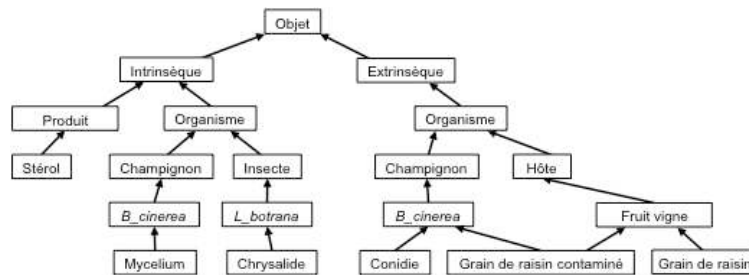 Objet
Intrinsèque Extrinsèque
Produit Organisme Organisme
Stérol Champignon Insecte Champignon Hôte
B_cinerea L_botrana B_cinerea Fruit vigne
Mycelium Chrysalide Conidie Grain de raisin contaminé Grain de raisin